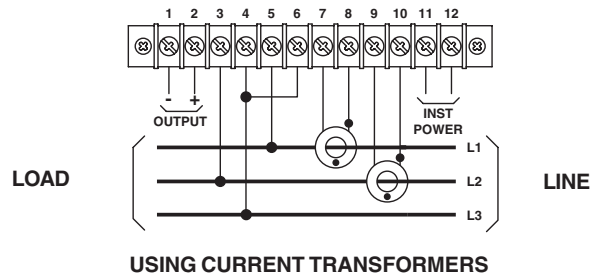 1 2 3 4 5 6 7 8 9 10 11 12
- +
OUTPUT
INST
POWER
L1
LOAD
L2
LINE
L3
USING CURRENT TRANSFORMERS